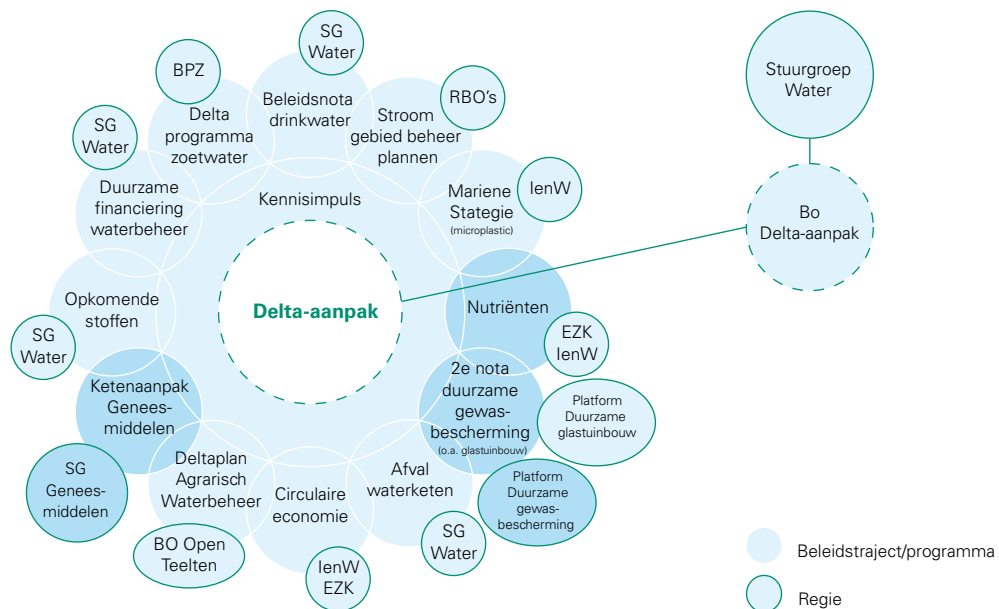 SG
Water
BPZ
Beleidsnota
drinkwater
RBO's
Delta
programma
zoetwater
Stroom
gebied beheer
plannen
SG
Water
Duurzame
financiering
waterbeheer
Kennisimpuls
Mariene
Stategie
(microplastic)
IenW
Stuurgroep
Water
Bo
Delta-aanpak
Opkomende
stoffen
SG
Water
Delta-aanpak
Nutriënten
EZK
IenW
Ketenaanpak
Genees-
middelen
2e nota
duurzame
gewas-
bescherming
(o.a. glastuinbouw)
Platform
Duurzame
glastuinbouw
SG
Genees-
middelen
Deltaplan
Agrarisch
Waterbeheer
Circulaire
economie
Afval
waterketen
Platform
Duurzame
gewas-
bescherming
BO Open
Teelten
IenW
EZK
SG
Water
Beleidstraject/programma
Regie